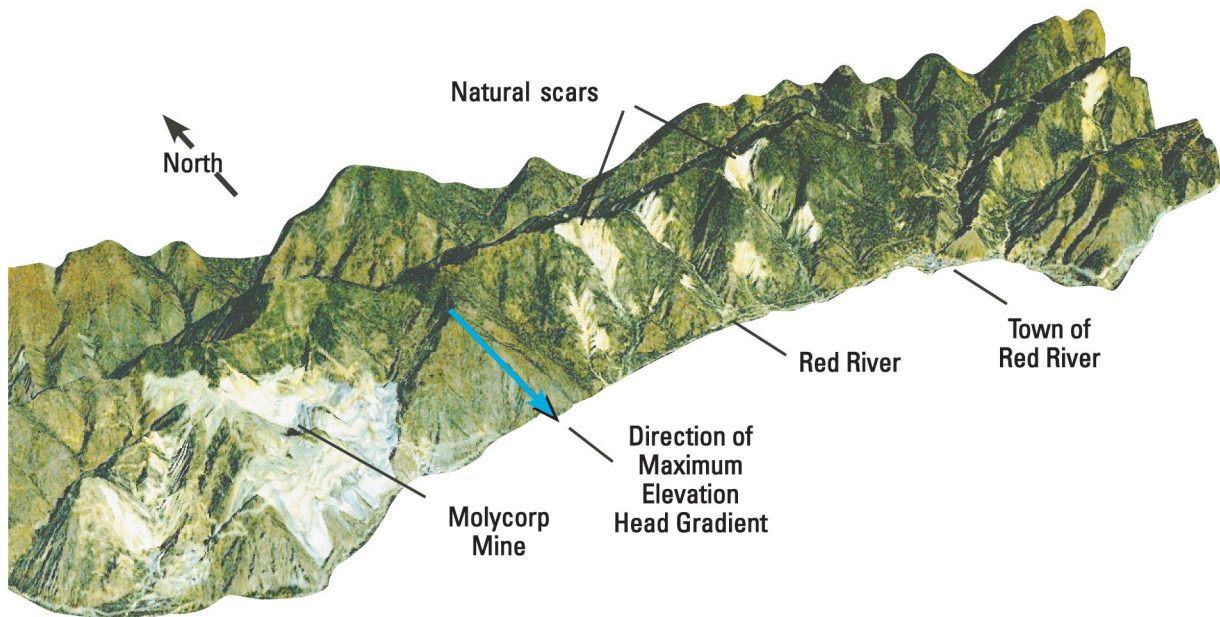 Natural scars
North
Town of
Red River
Red River
Direction of
Maximum
Elevation
Head Gradient
Molycorp
Mine